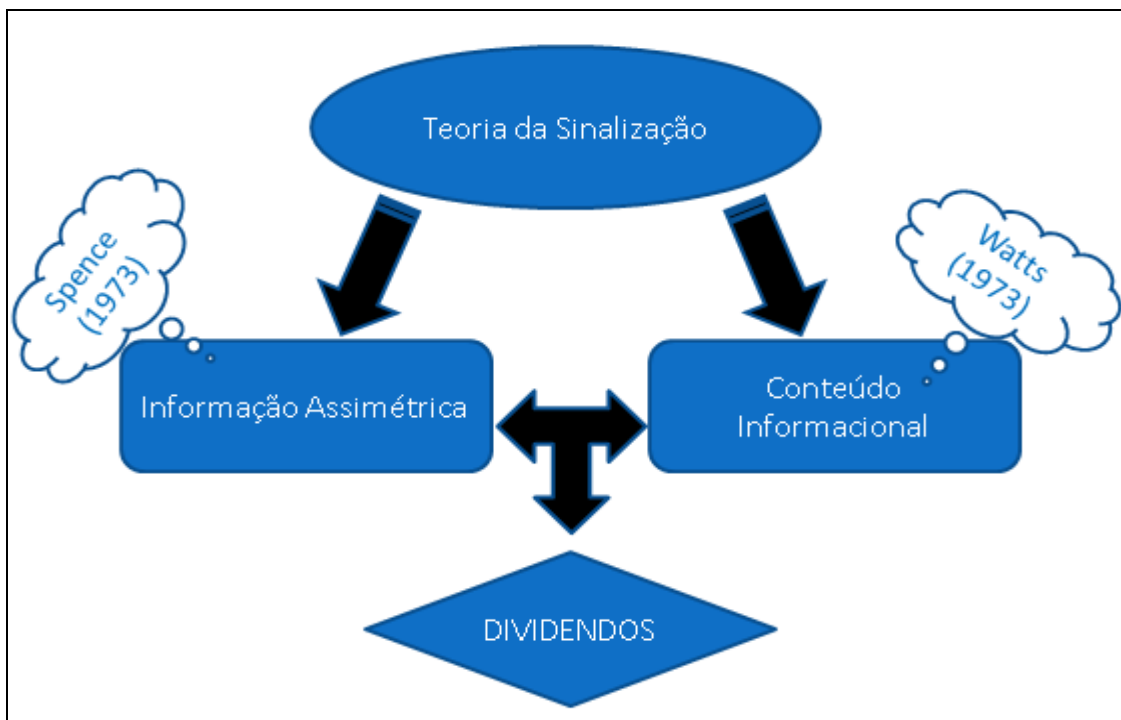 Teoria da Sinalização
Spence
(1973)
Watts
(1973)
Informação Assimétrica
Conteúdo
Informacional
DIVIDENDOS